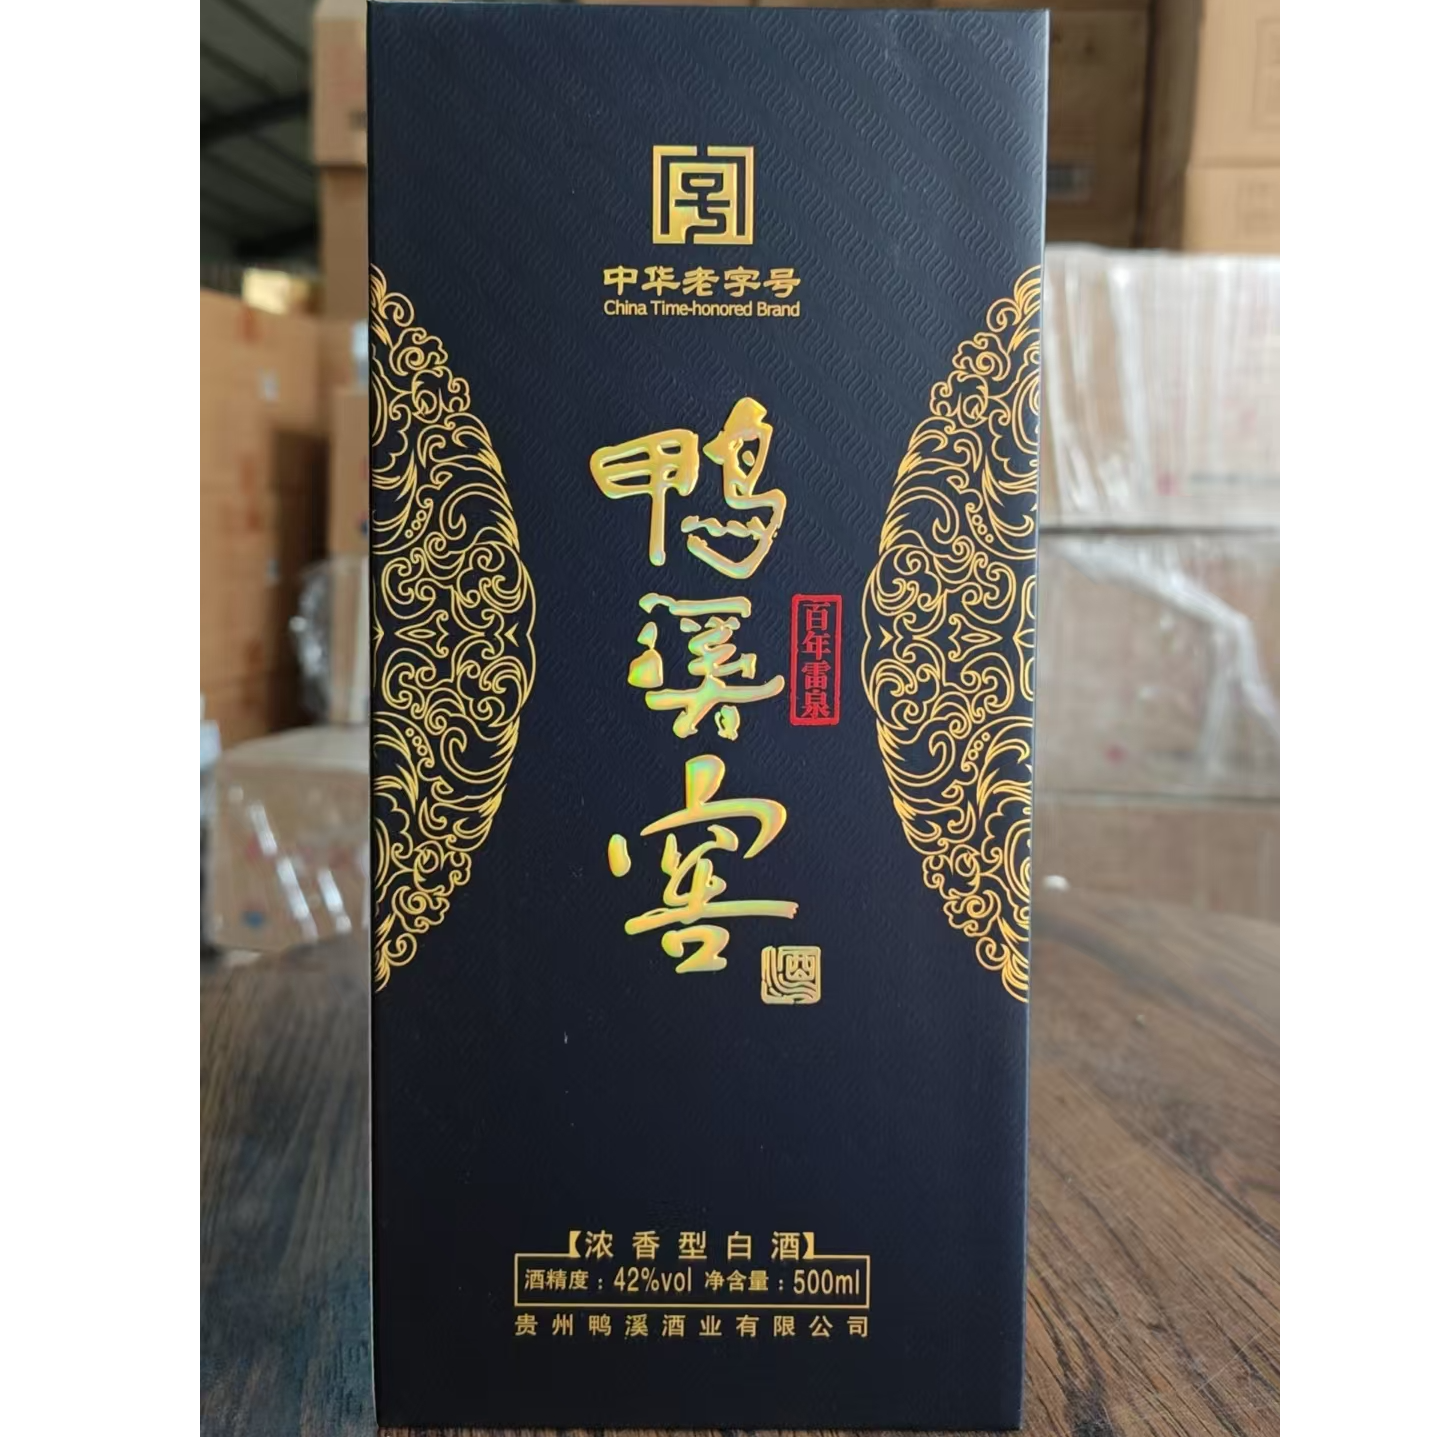 中华老字号
China Time-honored Brand
鸭溪窖
百年雷泉
酒
【浓香型白酒】
酒精度：42%vol 净含量：500ml
贵州鸭溪酒业有限公司